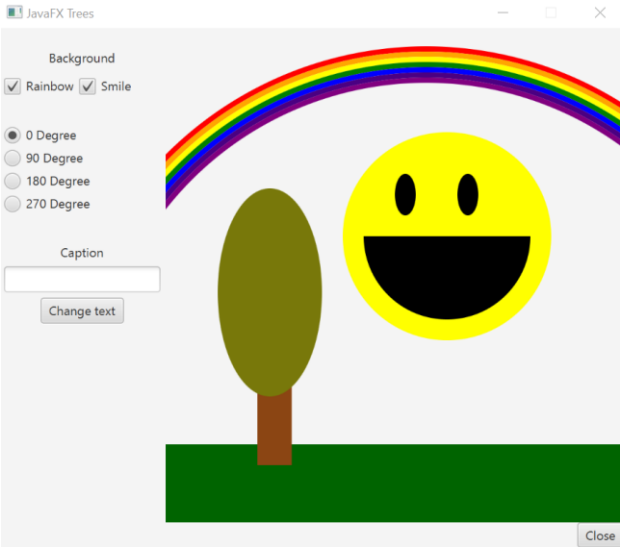 JavaFX Trees
Background
Rainbow Smile
0 Degree
90 Degree
180 Degree
270 Degree
Caption
Change text
Close